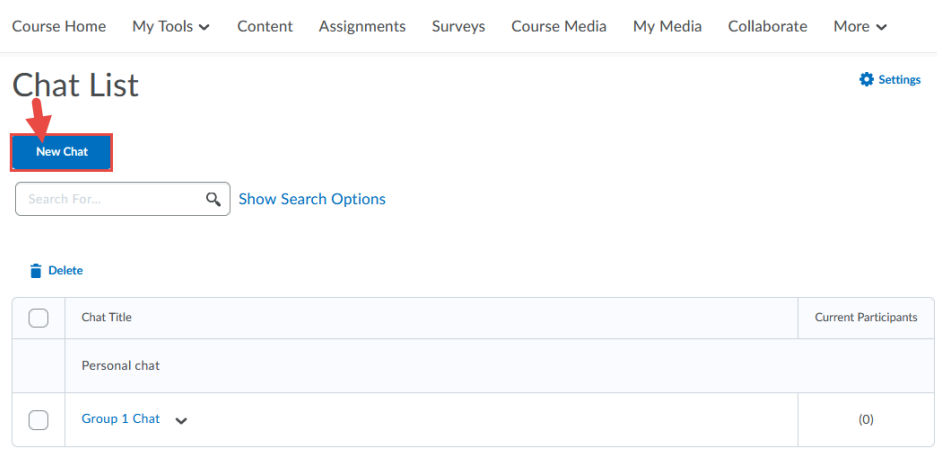 Course Home My Tools Content Assignments Surveys Course Media My Media Collaborate More
Chat List
Settings
New Chat
Search For...
Show Search Options
Delete
Chat Title Current Participants
Personal chat
Group 1 Chat (0)